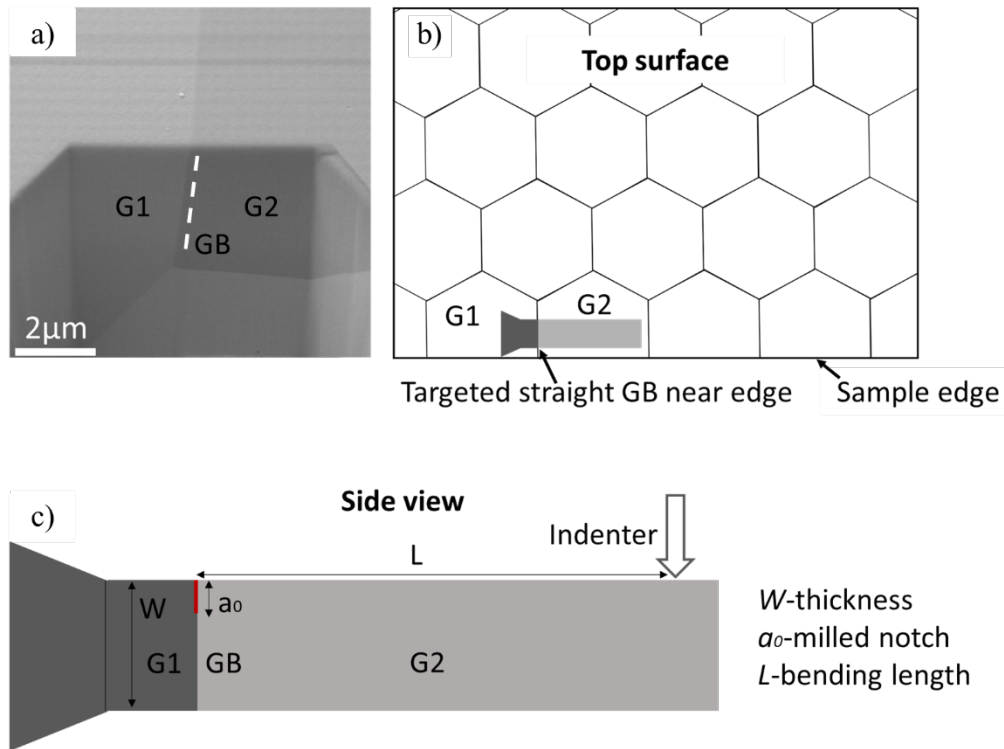 a)
G1
G2
GB
2µm
b)
Top surface
G1
G2
Targeted straight GB near edge
Sample edge
c)
Side view
L
Indenter
W
a₀
G1
GB
G2
W-thickness
a₀-milled notch
L-bending length